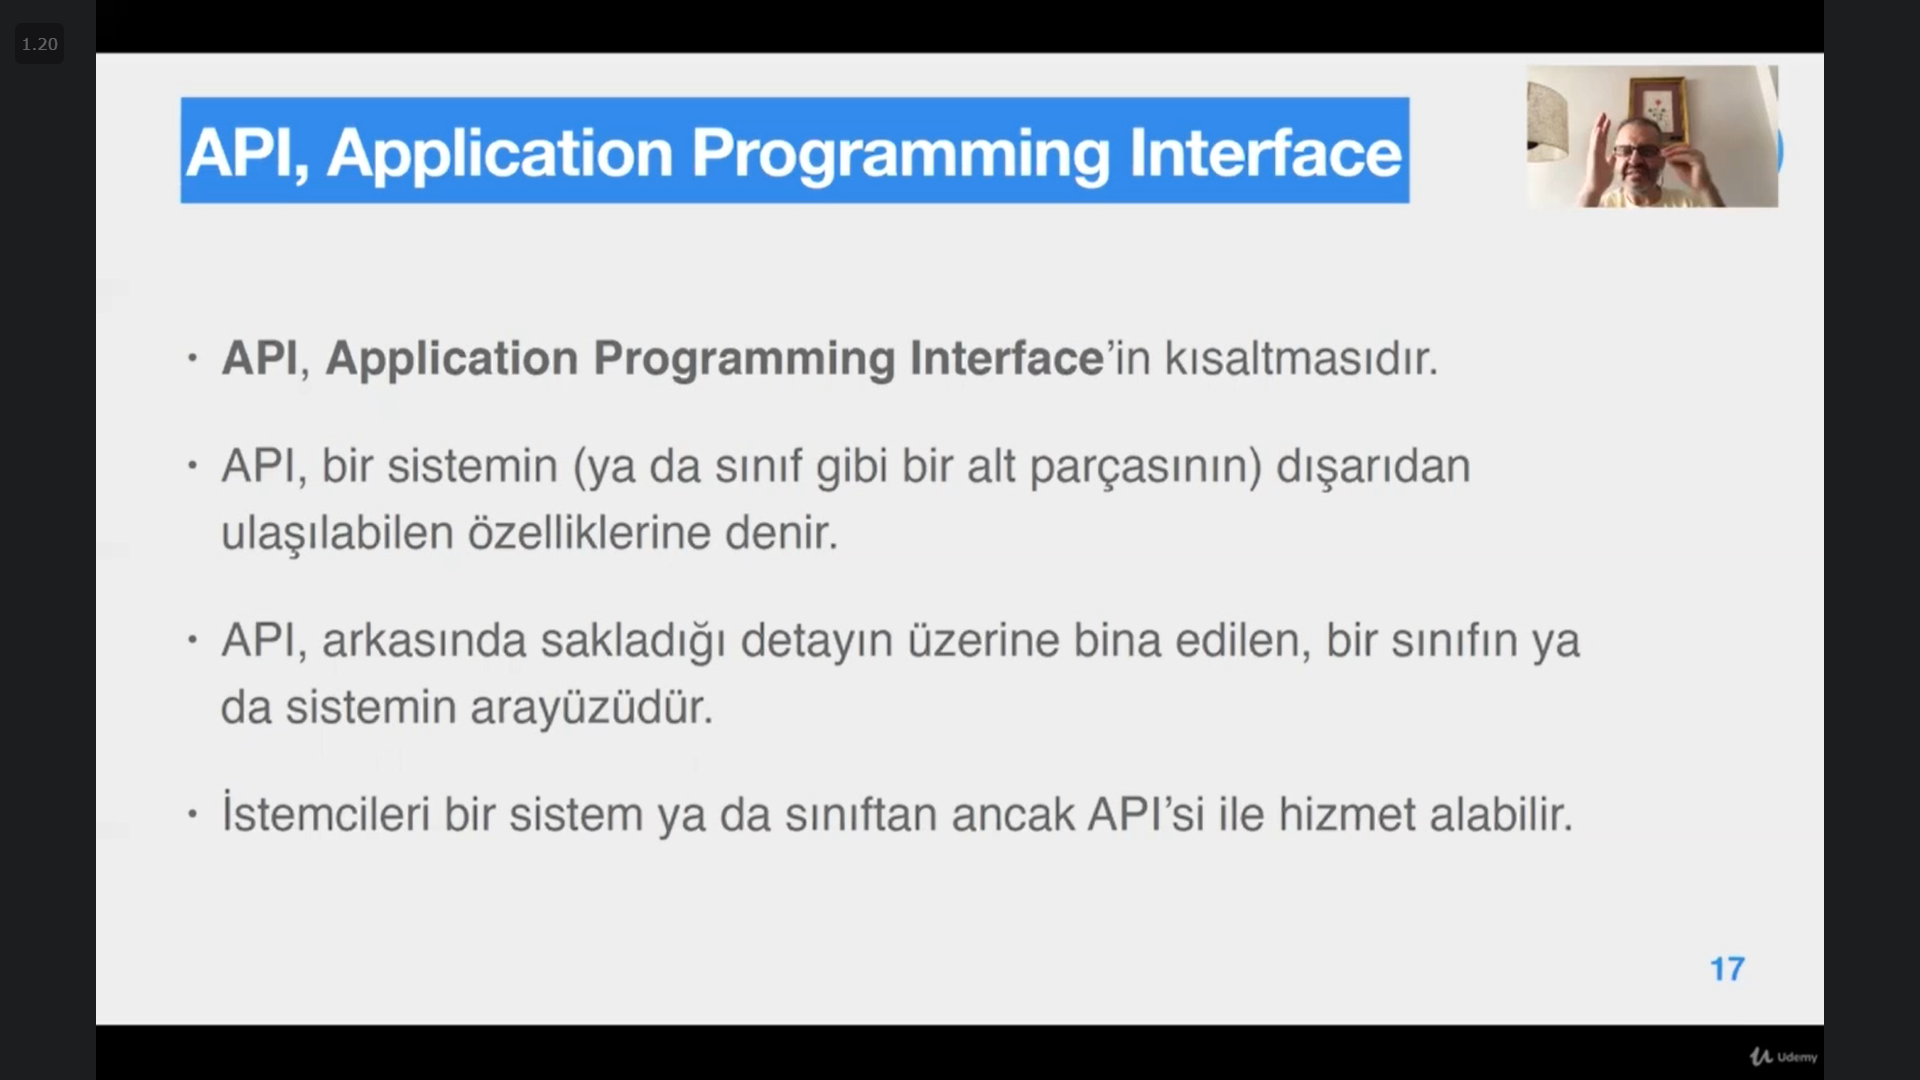 1.20
API, Application Programming Interface
• API, Application Programming Interface’in kısaltmasıdır.
• API, bir sistemin (ya da sınıf gibi bir alt parçasının) dışarıdan
ulaşılabilen özelliklerine denir.
• API, arkasında sakladığı detayın üzerine bina edilen, bir sınıfın ya
da sistemin arayüzüdür.
• İstemcileri bir sistem ya da sınıftan ancak API’si ile hizmet alabilir.
17
Udemy